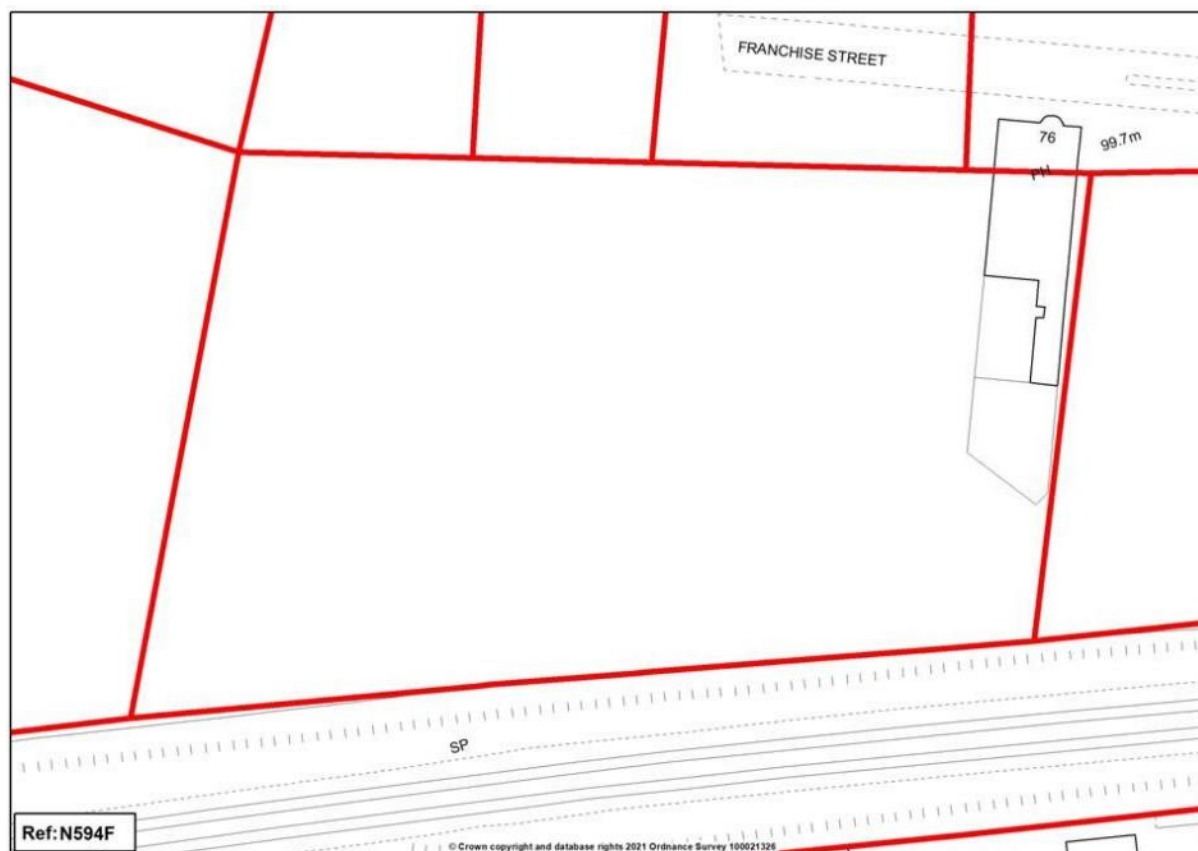 FRANCHISE STREET
76
99.7m
PH
SP
Ref:N594F
© Crown copyright and database rights 2021 Ordnance Survey 100021326